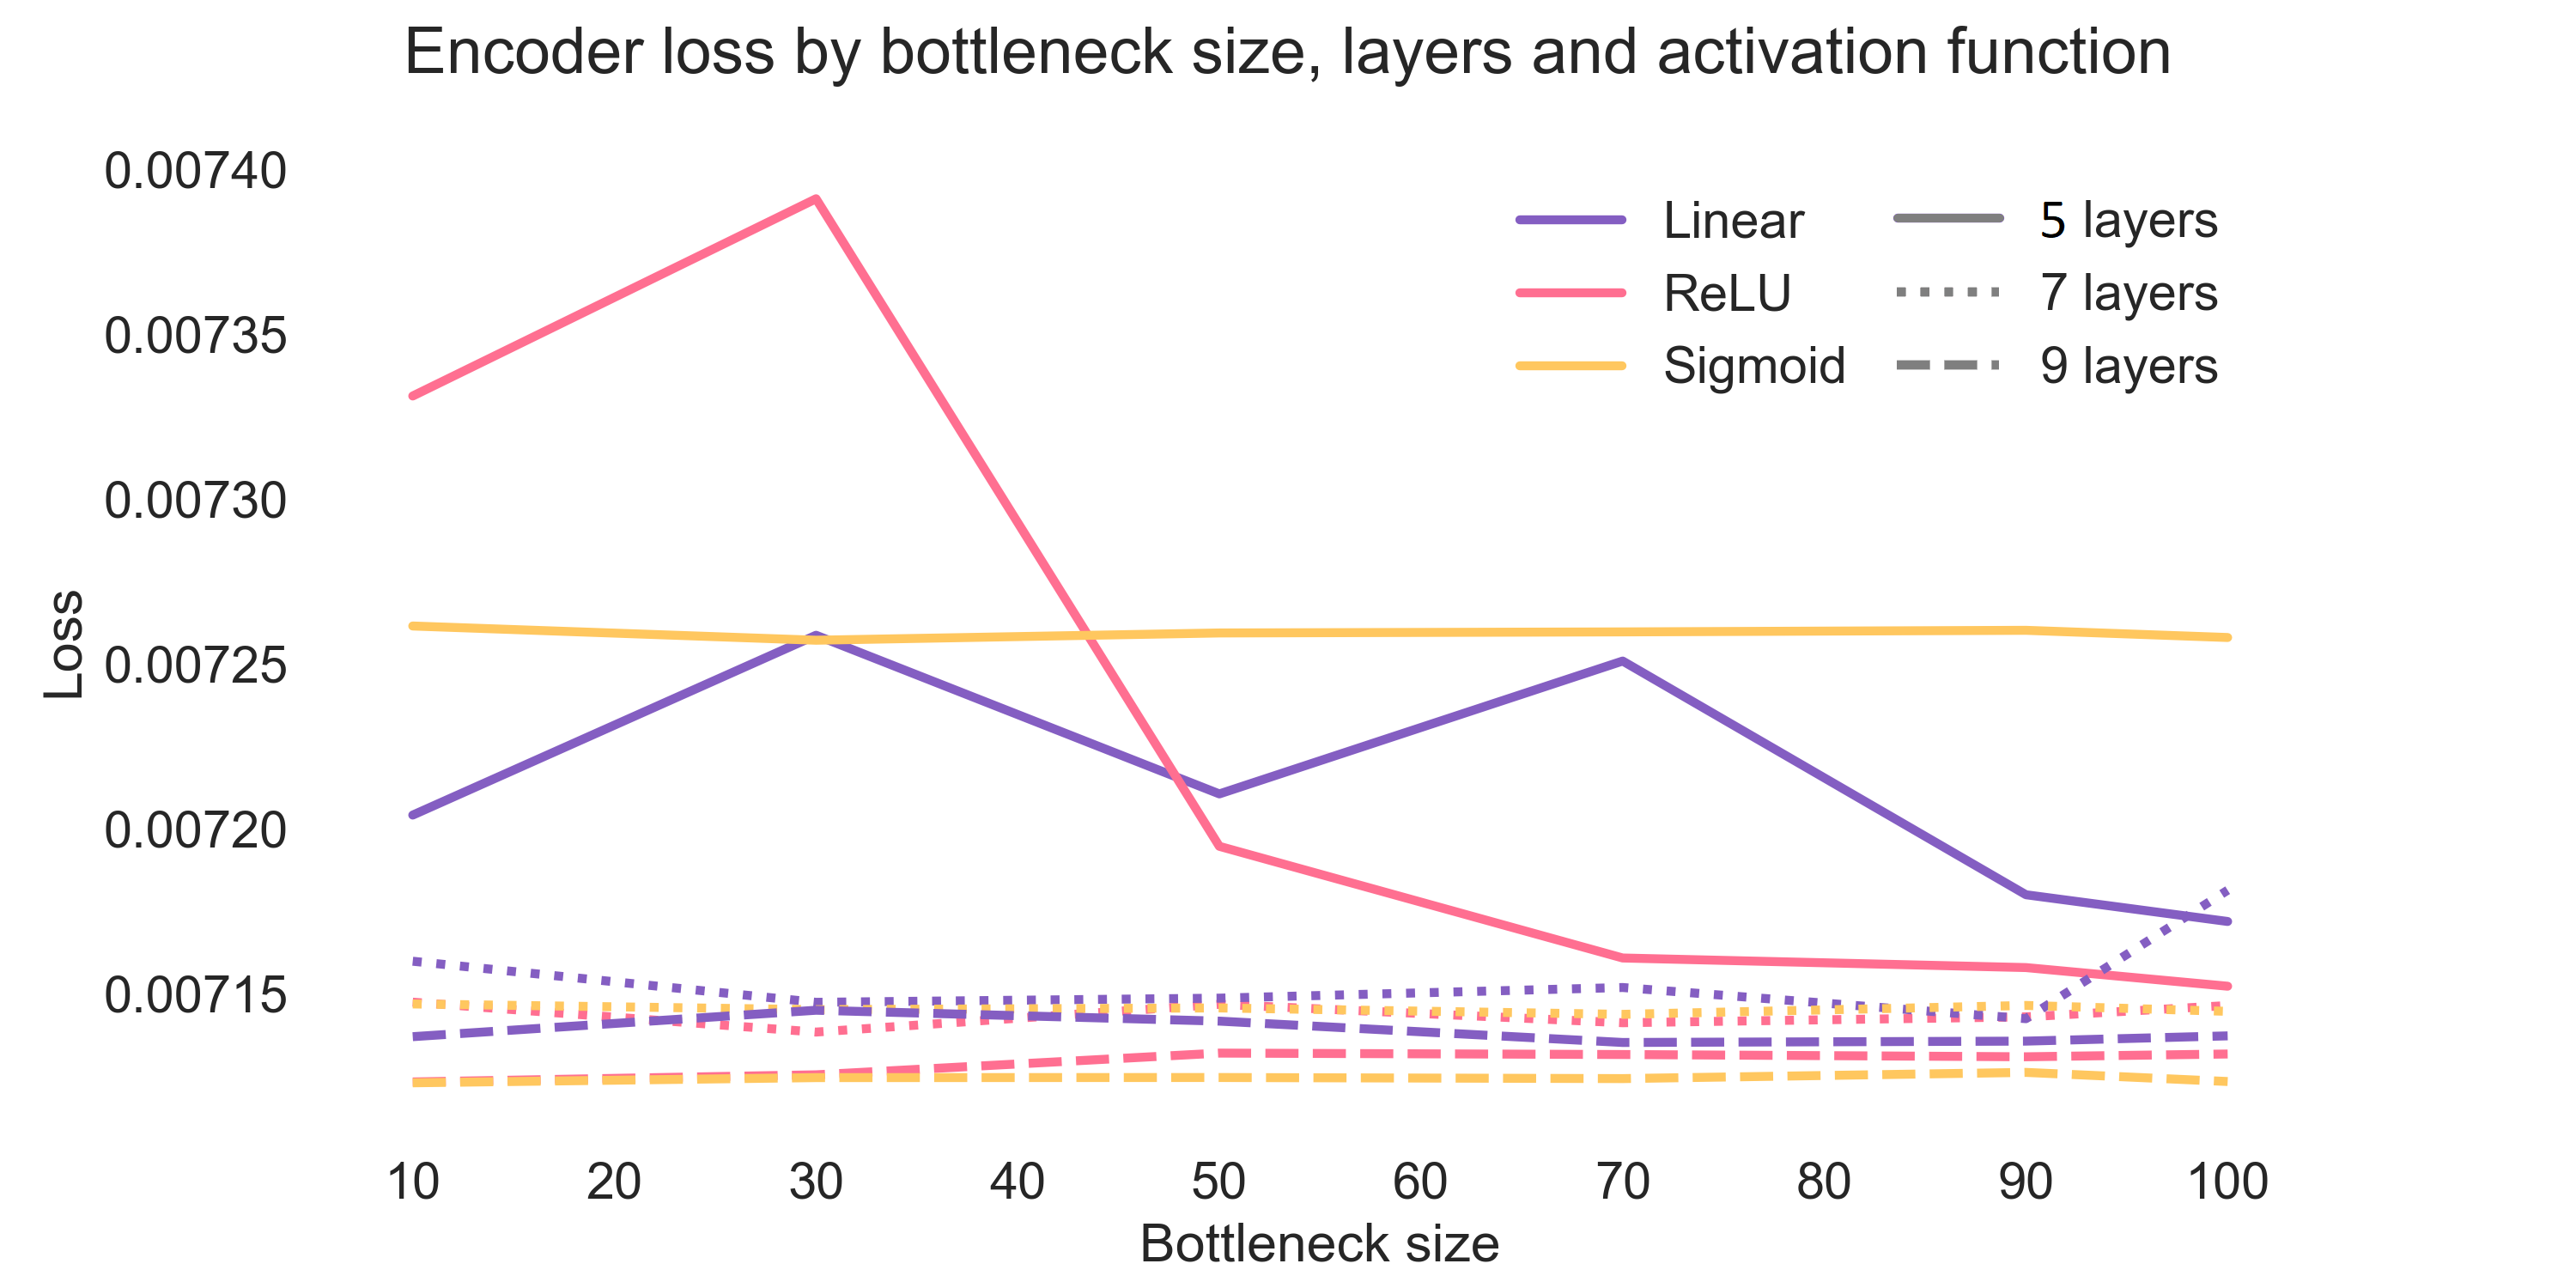 Encoder loss by bottleneck size, layers and activation function
0.00740
0.00735
0.00730
0.00725
0.00720
0.00715
Loss
Linear
ReLU
Sigmoid
5 layers
7 layers
9 layers
10 20 30 40 50 60 70 80 90 100
Bottleneck size